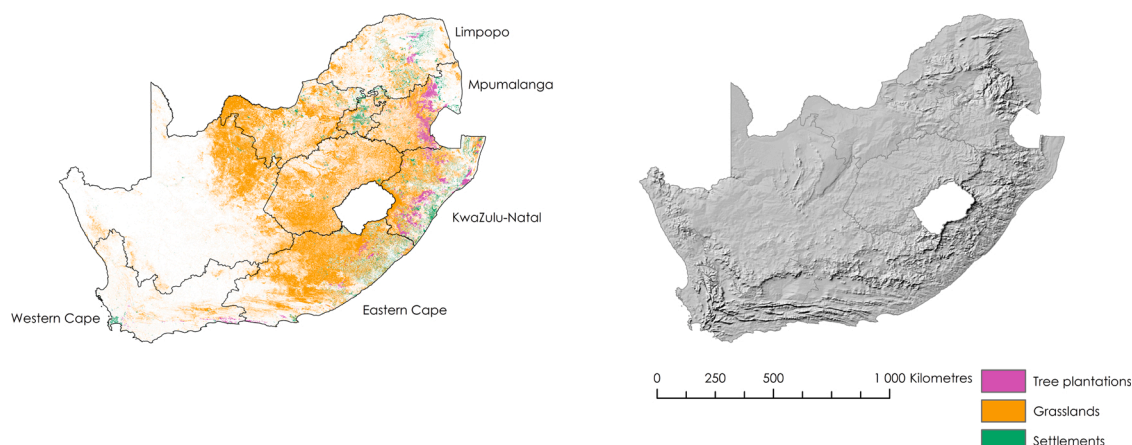 Limpopo
Mpumalanga
KwaZulu-Natal
Eastern Cape
Western Cape
0 250 500 1 000 Kilometres
Tree plantations
Grasslands
Settlements